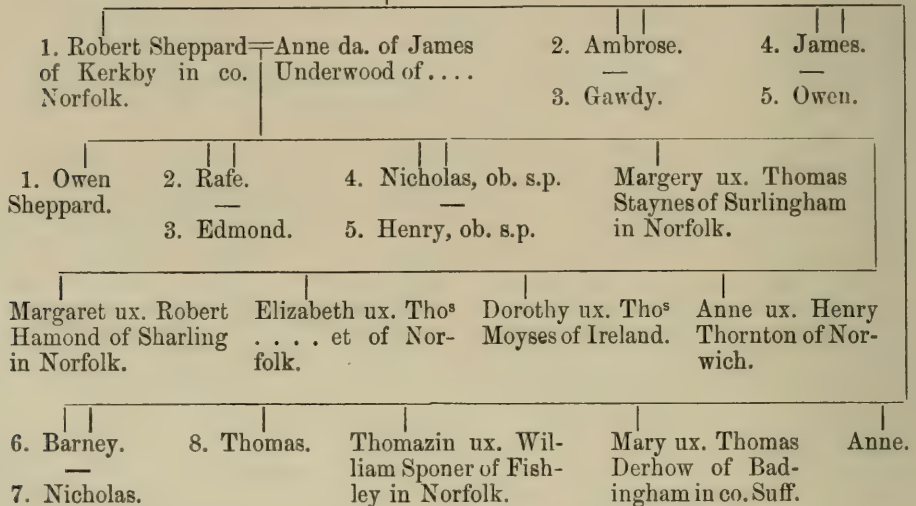 1. Robert Sheppard=Anne da. of James
of Kerkby in co. Underwood of ....
Norfolk.
2. Ambrose.
—
3. Gawdy.
4. James.
—
5. Owen.
1. Owen
Sheppard.
2. Rafe.
—
3. Edmond.
4. Nicholas, ob. s.p.
—
5. Henry, ob. s.p.
Margery ux. Thomas
Staynes of Surlingham
in Norfolk.
Margaret ux. Robert
Hamond of Sharling
in Norfolk.
Elizabeth ux. Thoˢ
. . . . et of Nor-
folk.
Dorothy ux. Thoˢ
Moyses of Ireland.
Anne ux. Henry
Thornton of Nor-
wich.
6. Barney.
—
7. Nicholas.
8. Thomas.
Thomazin ux. Wil-
liam Sponer of Fish-
ley in Norfolk.
Mary ux. Thomas
Derhow of Bad-
ingham in co. Suff.
Anne.